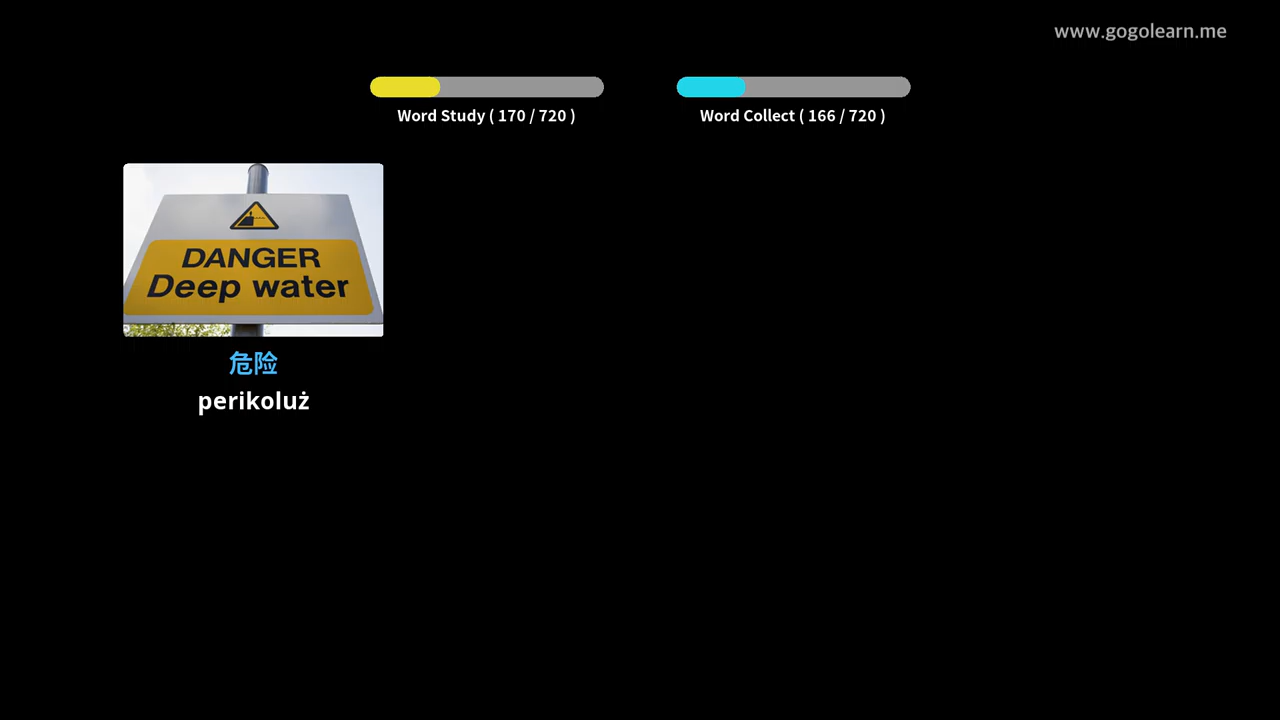 www.gogolearn.me
Word Study ( 170 / 720 )
Word Collect ( 166 / 720 )
DANGER
Deep water
危险
perikoluż